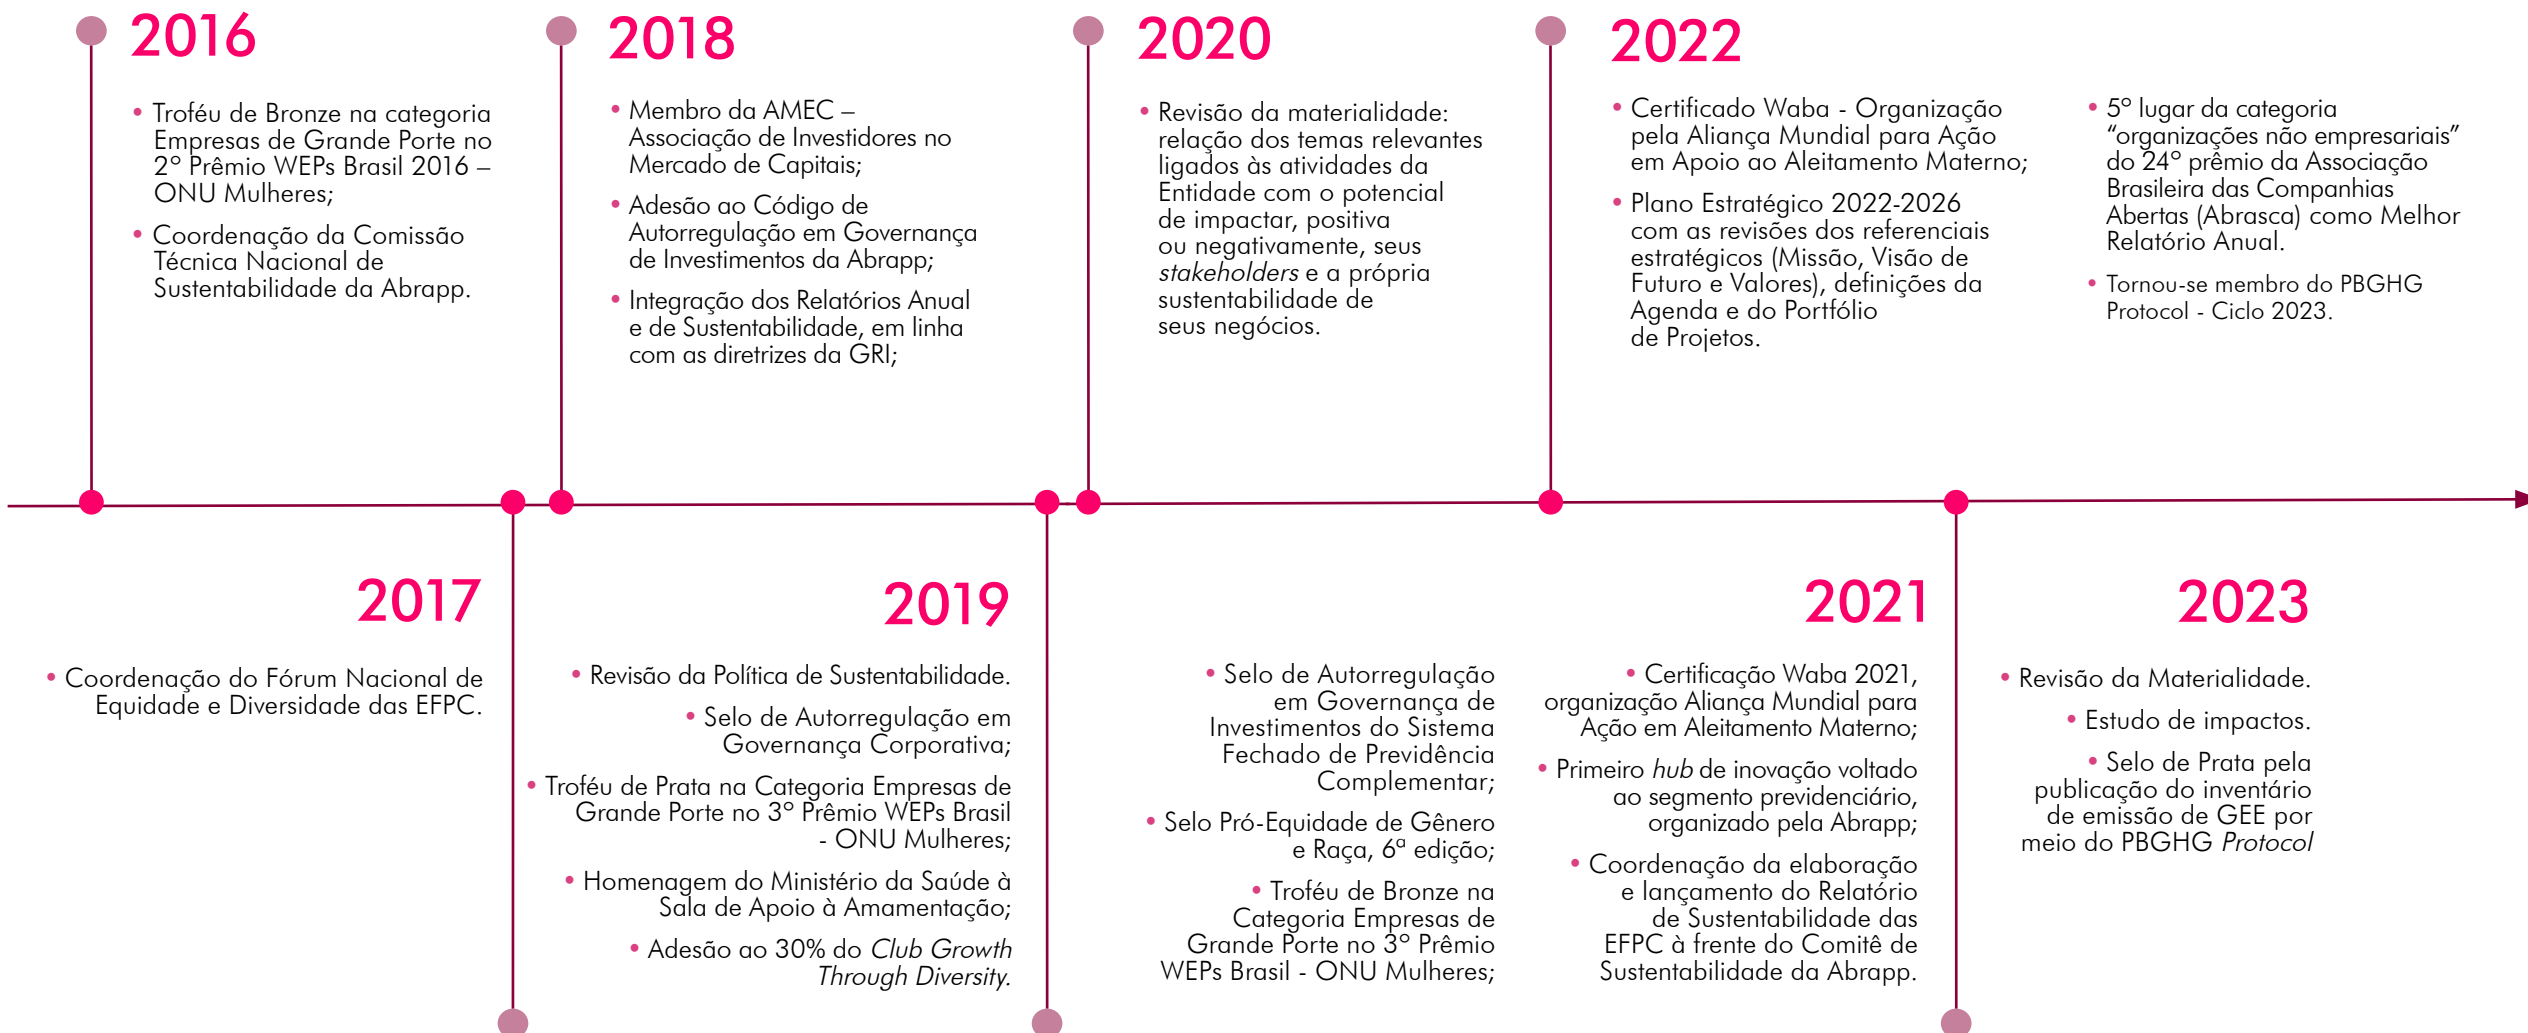 2016
• Troféu de Bronze na categoria
Empresas de Grande Porte no
2º Prêmio WEPs Brasil 2016 –
ONU Mulheres;
• Coordenação da Comissão
Técnica Nacional de
Sustentabilidade da Abrapp.
2018
• Membro da AMEC –
Associação de Investidores no
Mercado de Capitais;
• Adesão ao Código de
Autorregulação em Governança
de Investimentos da Abrapp;
• Integração dos Relatórios Anual
e de Sustentabilidade, em linha
com as diretrizes da GRI;
2020
• Revisão da materialidade:
relação dos temas relevantes
ligados às atividades da
Entidade com o potencial
de impactar, positiva
ou negativamente, seus
stakeholders e a própria
sustentabilidade de
seus negócios.
2022
• Certificado Waba - Organização
pela Aliança Mundial para Ação
em Apoio ao Aleitamento Materno;
• Plano Estratégico 2022-2026
com as revisões dos referenciais
estratégicos (Missão, Visão de
Futuro e Valores), definições da
Agenda e do Portfólio
de Projetos.
• 5º lugar da categoria
“organizações não empresariais”
do 24º prêmio da Associação
Brasileira das Companhias
Abertas (Abrasca) como Melhor
Relatório Anual.
• Tornou-se membro do PBGHG
Protocol - Ciclo 2023.
2017
• Coordenação do Fórum Nacional de
Equidade e Diversidade das EFPC.
2019
• Revisão da Política de Sustentabilidade.
• Selo de Autorregulação em
Governança Corporativa;
• Troféu de Prata na Categoria Empresas de
Grande Porte no 3º Prêmio WEPs Brasil
- ONU Mulheres;
• Homenagem do Ministério da Saúde à
Sala de Apoio à Amamentação;
• Adesão ao 30% do Club Growth
Through Diversity.
2021
• Selo de Autorregulação
em Governança de
Investimentos do Sistema
Fechado de Previdência
Complementar;
• Selo Pró-Equidade de Gênero
e Raça, 6ª edição;
• Troféu de Bronze na
Categoria Empresas de
Grande Porte no 3º Prêmio
WEPs Brasil - ONU Mulheres;
• Certificação Waba 2021,
organização Aliança Mundial para
Ação em Aleitamento Materno;
• Primeiro hub de inovação voltado
ao segmento previdenciário,
organizado pela Abrapp;
• Coordenação da elaboração
e lançamento do Relatório
de Sustentabilidade das
EFPC à frente do Comitê de
Sustentabilidade da Abrapp.
2023
• Revisão da Materialidade.
• Estudo de impactos.
• Selo de Prata pela
publicação do inventário
de emissão de GEE por
meio do PBGHG Protocol